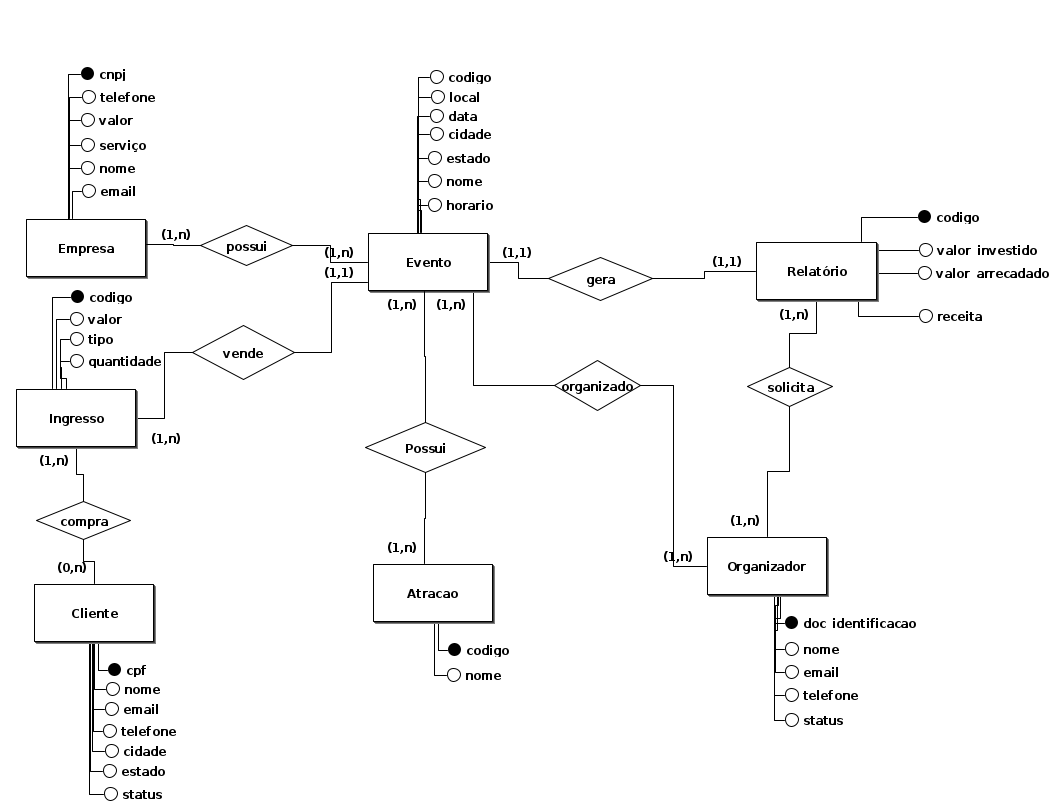 cnpj
telefone
valor
serviço
nome
email
Empresa
(1,n)
possui
(1,n)
codigo
local
data
cidade
estado
nome
horario
Evento
(1,1)
(1,1)
gera
(1,1)
Relatório
codigo
valor investido
valor arrecadado
receita
codigo
valor
tipo
quantidade
Ingresso
(1,n)
vende
(1,n)
(1,n)
organizado
(1,n)
solicita
(1,n)
compra
(0,n)
Cliente
cpf
nome
email
telefone
cidade
estado
status
Possui
(1,n)
Atracao
codigo
nome
(1,n)
(1,n)
Organizador
doc identificacao
nome
email
telefone
status